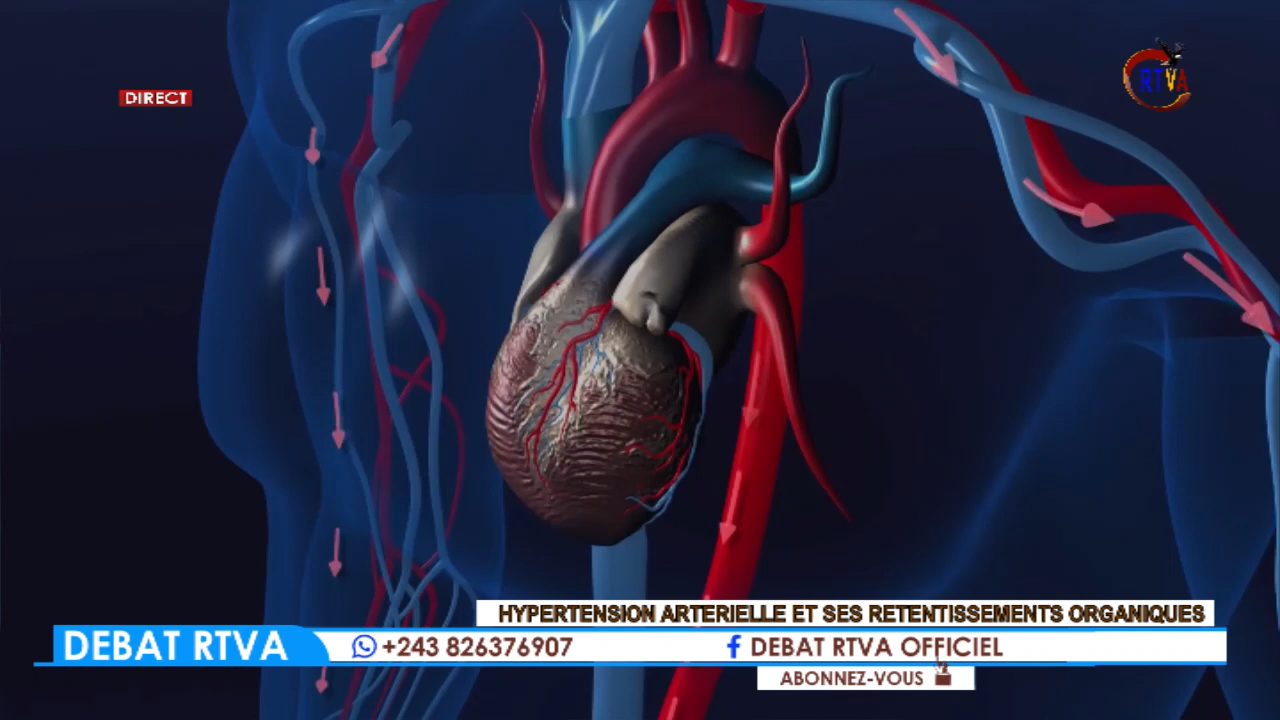 DIRECT
RTVA
HYPERTENSION ARTERIELLE ET SES RETENTISSEMENTS ORGANIQUES
DEBAT RTVA
+243 826376907
DEBAT RTVA OFFICIEL
ABONNEZ-VOUS